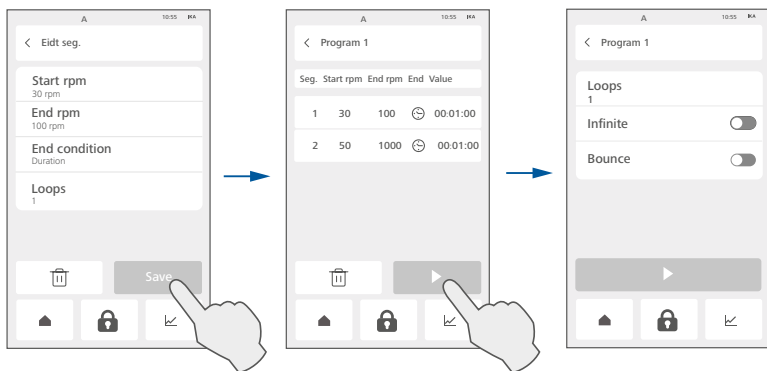 A 10:55 IKA
Eidt seg.
Start rpm
30 rpm
End rpm
100 rpm
End condition
Duration
Loops
1
Save
A 10:55 IKA
Program 1
Seg. Start rpm End rpm End Value
1 30 100 00:01:00
2 50 1000 00:01:00
A 10:55 IKA
Program 1
Loops
1
Infinite
Bounce